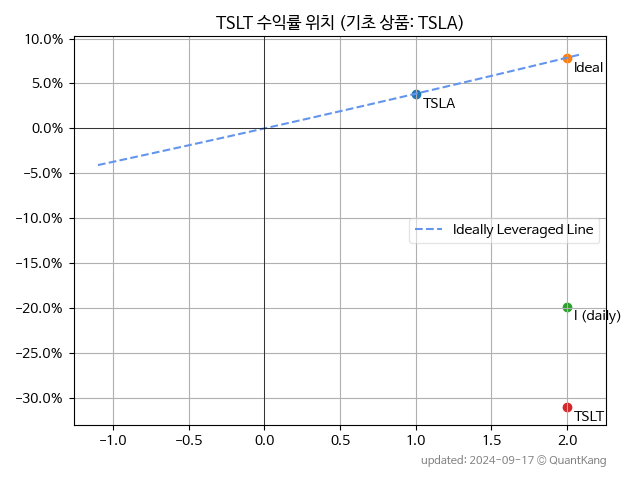 TSLT 수익률 위치 (기초 상품: TSLA)
10.0%
Ideal
5.0%
TSLA
0.0%
−5.0%
−10.0%
Ideally Leveraged Line
−15.0%
−20.0%
I (daily)
−25.0%
−30.0%
TSLT
−1.0 −0.5 0.0 0.5 1.0 1.5 2.0
updated: 2024-09-17 © QuantKang